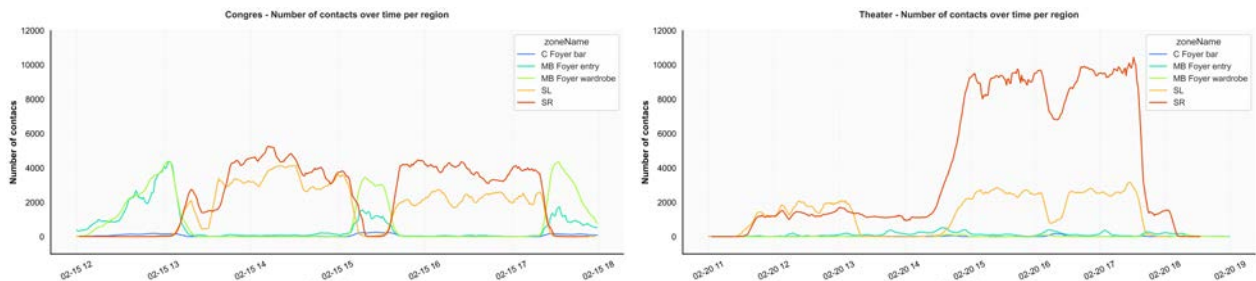 Congres - Number of contacts over time per region
12000
10000
8000
6000
4000
2000
0
Number of contacs
zoneName
C Foyer bar
MB Foyer entry
MB Foyer wardrobe
SL
SR
02-15 12
02-15 13
02-15 14
02-15 15
02-15 16
02-15 17
02-15 18
Theater - Number of contacts over time per region
12000
10000
8000
6000
4000
2000
0
Number of contacs
zoneName
C Foyer bar
MB Foyer entry
MB Foyer wardrobe
SL
SR
02-20 11
02-20 12
02-20 13
02-20 14
02-20 15
02-20 16
02-20 17
02-20 18
02-20 19